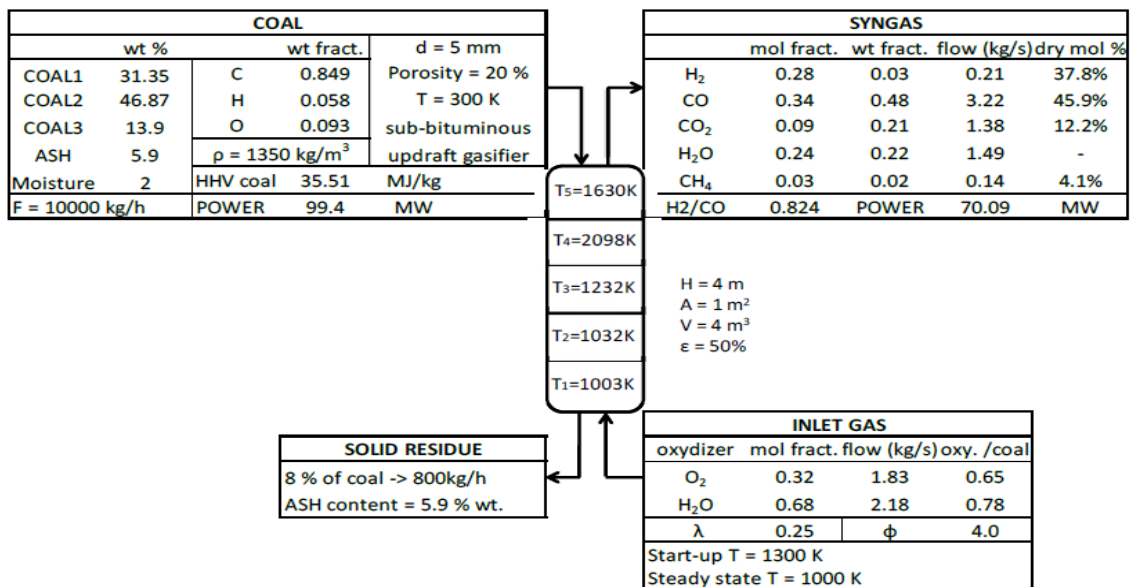 COAL
wt % wt fract. d = 5 mm
COAL1 31.35 C 0.849 Porosity = 20 %
COAL2 46.87 H 0.058 T = 300 K
COAL3 13.9 O 0.093 sub-bituminous
ASH 5.9 ρ = 1350 kg/m³ updraft gasifier
Moisture 2 HHV coal 35.51 MJ/kg
F = 10000 kg/h POWER 99.4 MW
SYNGAS
mol fract. wt fract. flow (kg/s) dry mol %
H₂ 0.28 0.03 0.21 37.8%
CO 0.34 0.48 3.22 45.9%
CO₂ 0.09 0.21 1.38 12.2%
H₂O 0.24 0.22 1.49 -
CH₄ 0.03 0.02 0.14 4.1%
H2/CO 0.824 POWER 70.09 MW
T₅=1630K
T₄=2098K
T₃=1232K
T₂=1032K
T₁=1003K
H = 4 m
A = 1 m²
V = 4 m³
ε = 50%
SOLID RESIDUE
8 % of coal -> 800kg/h
ASH content = 5.9 % wt.
INLET GAS
oxydizer mol fract. flow (kg/s) oxy. /coal
O₂ 0.32 1.83 0.65
H₂O 0.68 2.18 0.78
λ 0.25 ϕ 4.0
Start-up T = 1300 K
Steady state T = 1000 K